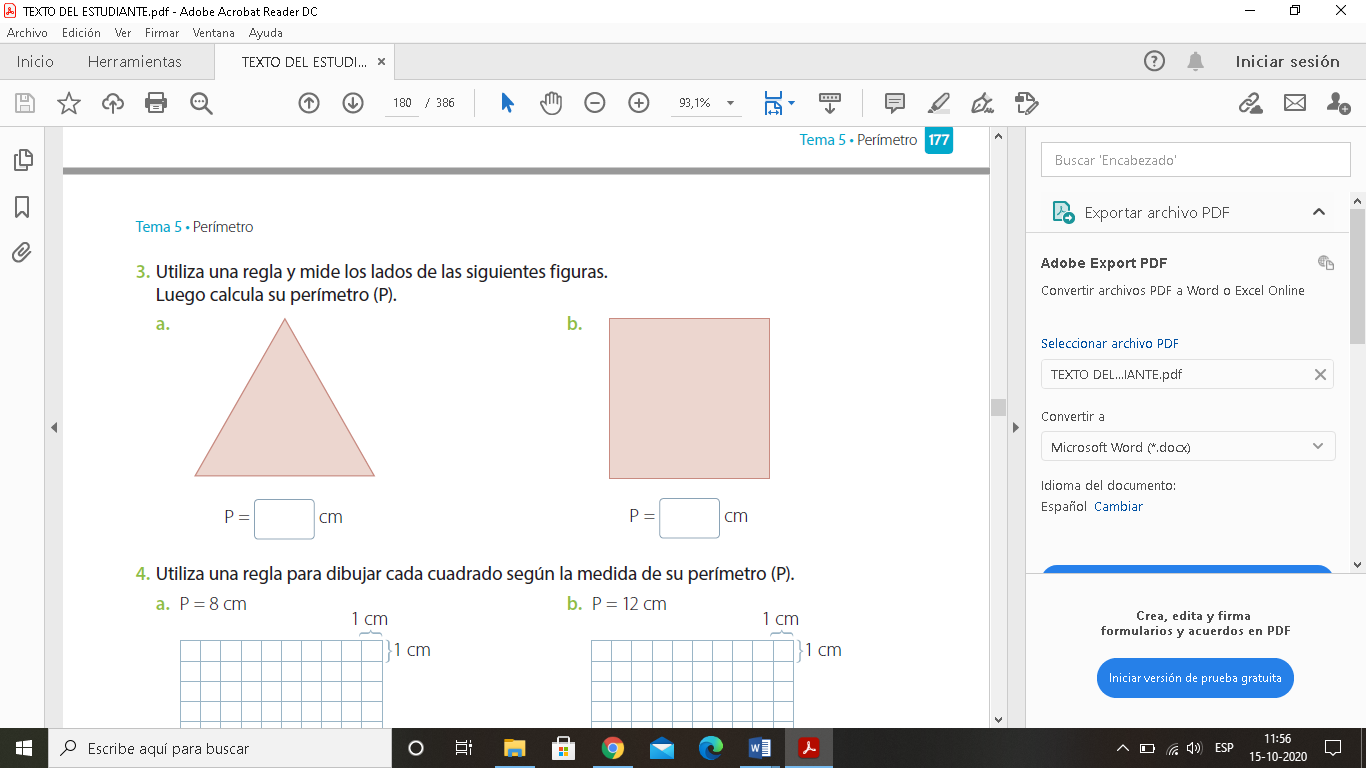 TEXTO DEL ESTUDIANTE.pdf - Adobe Acrobat Reader DC
Archivo Edición Ver Firmar Ventana Ayuda
Inicio Herramientas TEXTO DEL ESTUDI... × Iniciar sesión
180 / 386 93,1%
Tema 5 • Perímetro 177
Tema 5 • Perímetro
3. Utiliza una regla y mide los lados de las siguientes figuras.
Luego calcula su perímetro (P).
a. b.
P = cm P = cm
4. Utiliza una regla para dibujar cada cuadrado según la medida de su perímetro (P).
a. P = 8 cm b. P = 12 cm
1 cm 1 cm
1 cm 1 cm
Buscar 'Encabezado'
Exportar archivo PDF
Adobe Export PDF
Convertir archivos PDF a Word o Excel Online
Seleccionar archivo PDF
TEXTO DEL...IANTE.pdf
Convertir a
Microsoft Word (*.docx)
Idioma del documento:
Español Cambiar
Crea, edita y firma
formularios y acuerdos en PDF
Iniciar versión de prueba gratuita
Escribe aquí para buscar
ESP
11:56
15-10-2020